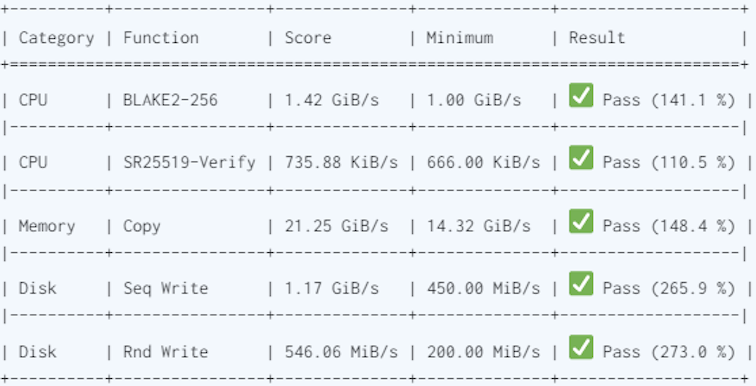 +----------+----------------+--------------+--------------+-------------------+
| Category | Function       | Score        | Minimum      | Result            |
+=============================================================================+
| CPU      | BLAKE2-256     | 1.42 GiB/s   | 1.00 GiB/s   | ✅ Pass (141.1 %) |
|----------+----------------+--------------+--------------+-------------------|
| CPU      | SR25519-Verify | 735.88 KiB/s | 666.00 KiB/s | ✅ Pass (110.5 %) |
|----------+----------------+--------------+--------------+-------------------|
| Memory   | Copy           | 21.25 GiB/s  | 14.32 GiB/s  | ✅ Pass (148.4 %) |
|----------+----------------+--------------+--------------+-------------------|
| Disk     | Seq Write      | 1.17 GiB/s   | 450.00 MiB/s | ✅ Pass (265.9 %) |
|----------+----------------+--------------+--------------+-------------------|
| Disk     | Rnd Write      | 546.06 MiB/s | 200.00 MiB/s | ✅ Pass (273.0 %) |
+----------+----------------+--------------+--------------+-------------------+